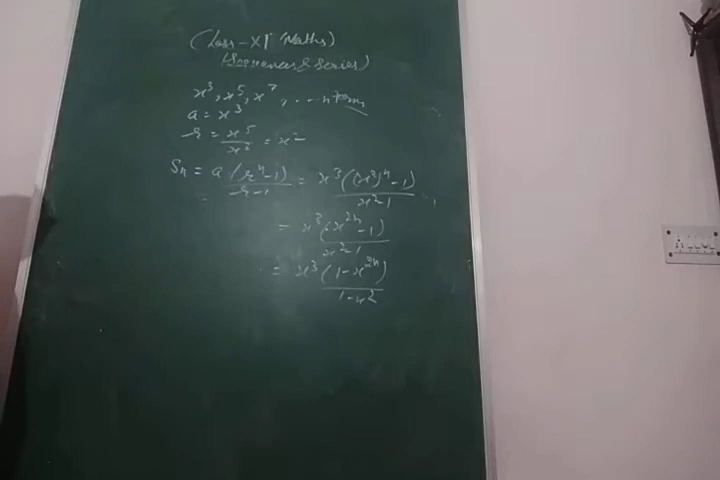 (Class-XI Maths)
(Sequences & Series)
x³, x⁵, x⁷, ... n term
a = x³
r = x⁵/x³ = x²
Sn = a (rⁿ-1)/r-1 = x³ ((x²)ⁿ-1)/x²-1
= x³ (x²ⁿ-1)/x²-1
= x³ (1-x²ⁿ)/1-x²